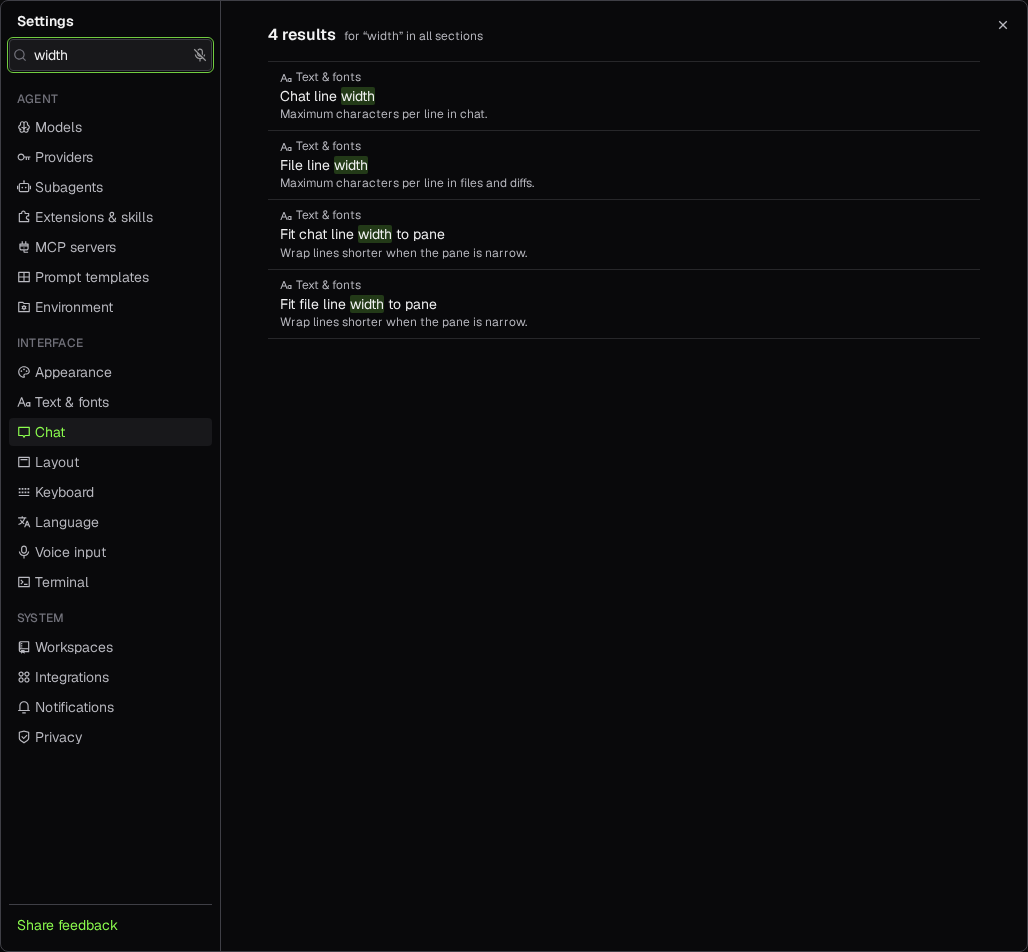 Settings
width
AGENT
Models
Providers
Subagents
Extensions & skills
MCP servers
Prompt templates
Environment
INTERFACE
Appearance
Text & fonts
Chat
Layout
Keyboard
Language
Voice input
Terminal
SYSTEM
Workspaces
Integrations
Notifications
Privacy
Share feedback
4 results for “width” in all sections
Text & fonts
Chat line width
Maximum characters per line in chat.
Text & fonts
File line width
Maximum characters per line in files and diffs.
Text & fonts
Fit chat line width to pane
Wrap lines shorter when the pane is narrow.
Text & fonts
Fit file line width to pane
Wrap lines shorter when the pane is narrow.